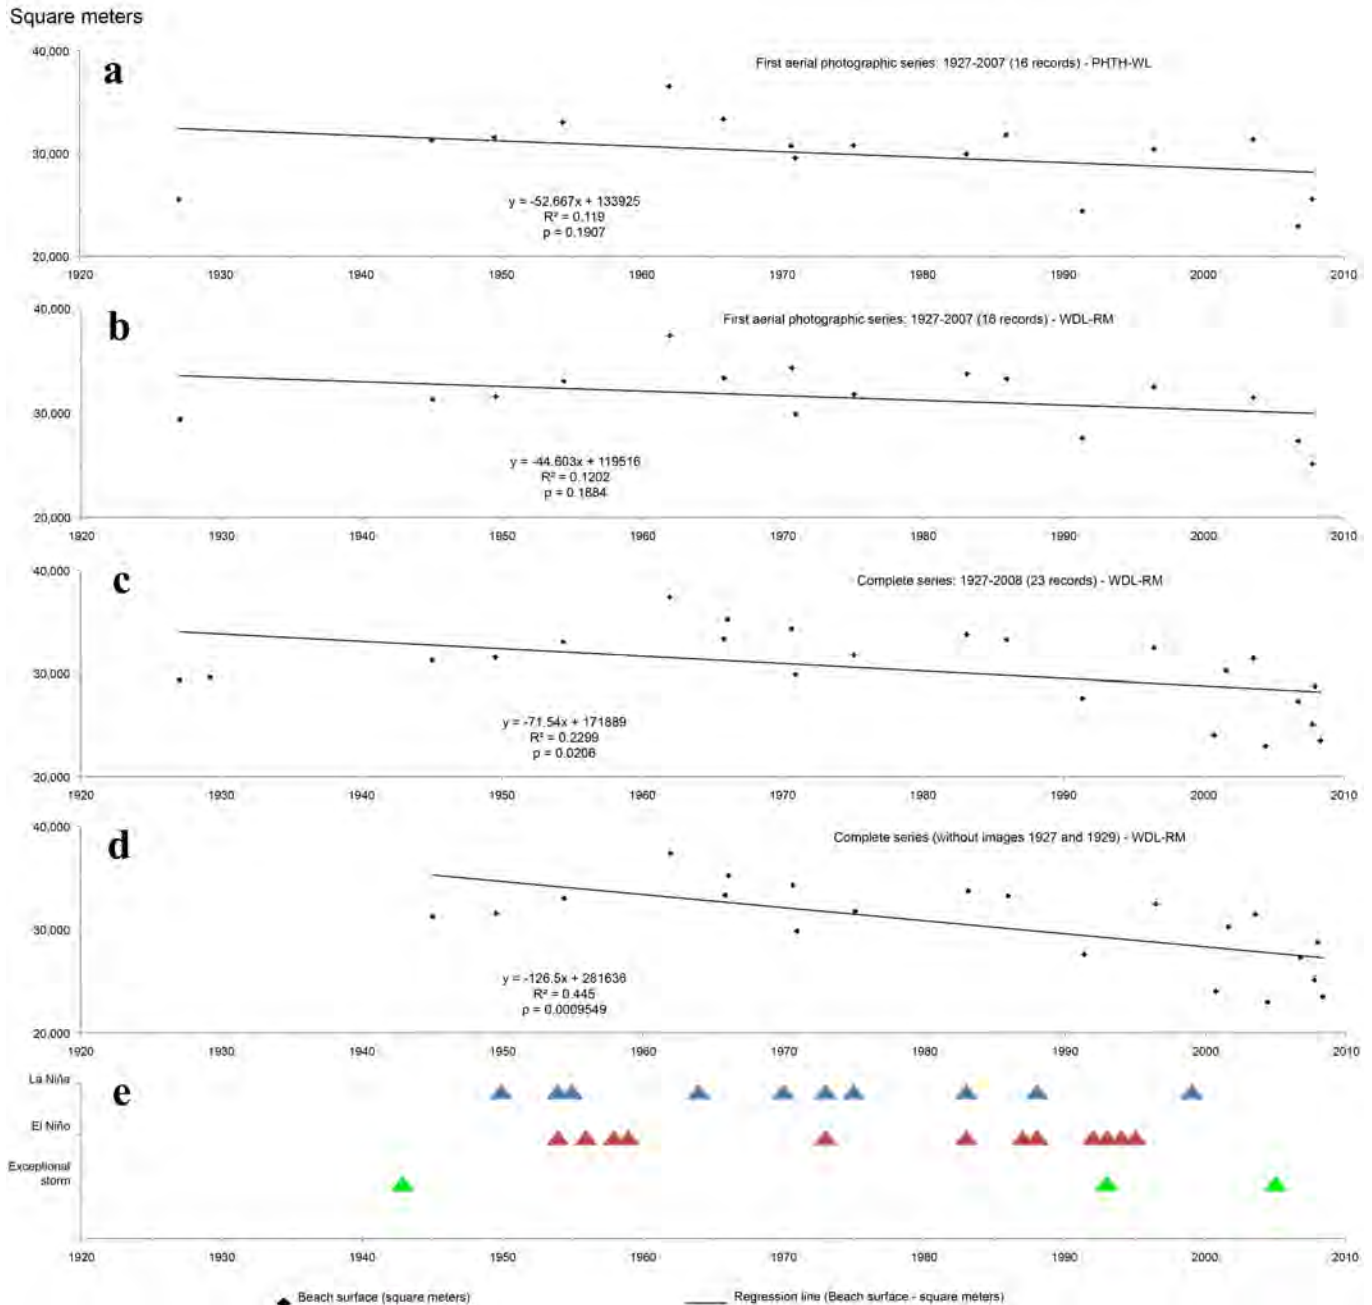 Square meters
40,000
a
First aerial photographic series: 1927-2007 (16 records) - PHTH-WL
30,000
y = -52.667x + 133925
R² = 0.119
p = 0.1907
20,000
1920 1930 1940 1950 1960 1970 1980 1990 2000 2010
40,000
b
First aerial photographic series: 1927-2007 (16 records) - WDL-RM
30,000
y = -44.603x + 119516
R² = 0.1202
p = 0.1884
20,000
1920 1930 1940 1950 1960 1970 1980 1990 2000 2010
40,000
c
Complete series: 1927-2008 (23 records) - WDL-RM
30,000
y = -71.54x + 171889
R² = 0.2299
p = 0.0206
20,000
1920 1930 1940 1950 1960 1970 1980 1990 2000 2010
40,000
d
Complete series (without images 1927 and 1929) - WDL-RM
30,000
y = -126.5x + 281636
R² = 0.445
p = 0.0009549
20,000
1920 1930 1940 1950 1960 1970 1980 1990 2000 2010
La Niña
e
El Niño
Exceptional
storm
1920 1930 1940 1950 1960 1970 1980 1990 2000 2010
Beach surface (square meters) Regression line (Beach surface - square meters)